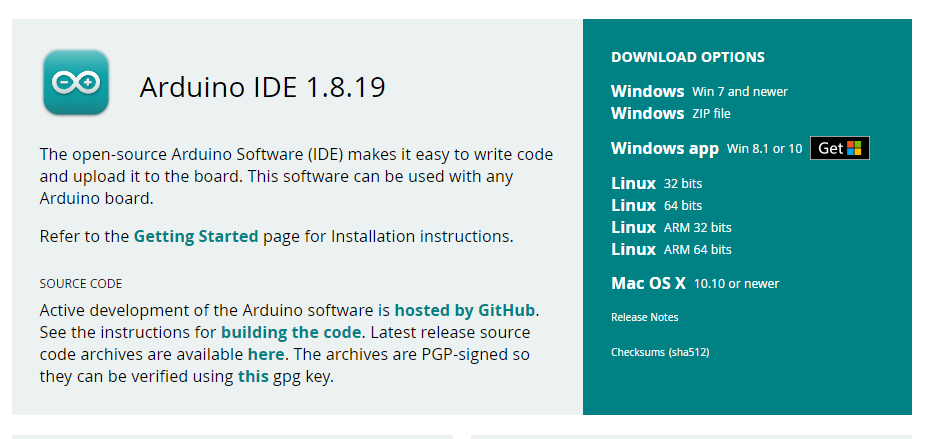 Arduino IDE 1.8.19
The open-source Arduino Software (IDE) makes it easy to write code
and upload it to the board. This software can be used with any
Arduino board.
Refer to the Getting Started page for Installation instructions.
SOURCE CODE
Active development of the Arduino software is hosted by GitHub.
See the instructions for building the code. Latest release source
code archives are available here. The archives are PGP-signed so
they can be verified using this gpg key.
DOWNLOAD OPTIONS
Windows Win 7 and newer
Windows ZIP file
Windows app Win 8.1 or 10 Get
Linux 32 bits
Linux 64 bits
Linux ARM 32 bits
Linux ARM 64 bits
Mac OS X 10.10 or newer
Release Notes
Checksums (sha512)